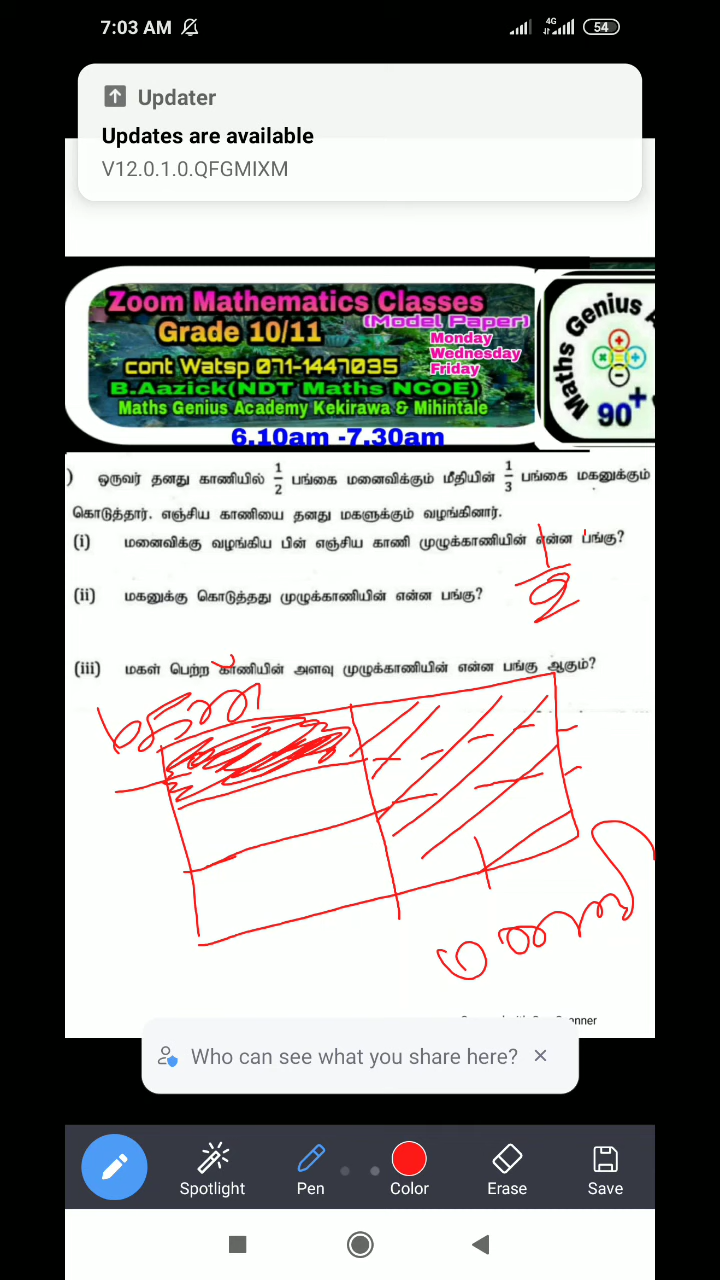 7:03 AM 4G 54
Updater
Updates are available
V12.0.1.0.QFGMIXM
Zoom Mathematics Classes
Grade 10/11 (Model Paper)
Monday
cont Watsp 071-1447035 Wednesday
Friday
B.Aazick(NDT Maths NCOE)
Maths Genius Academy Kekirawa & Mihintale
6.10am -7.30am
Maths Genius
90+
) ஒருவர் தனது காணியில் 1/2 பங்கை மனைவிக்கும் மீதியின் 1/3 பங்கை மகனுக்கும்
கொடுத்தார். எஞ்சிய காணியை தனது மகளுக்கும் வழங்கினார்.
(i) மனைவிக்கு வழங்கிய பின் எஞ்சிய காணி முழுக்காணியின் என்ன பங்கு?
1/2
(ii) மகனுக்கு கொடுத்தது முழுக்காணியின் என்ன பங்கு?
(iii) மகள் பெற்ற காணியின் அளவு முழுக்காணியின் என்ன பங்கு ஆகும்?
Who can see what you share here? ×
Spotlight Pen Color Erase Save